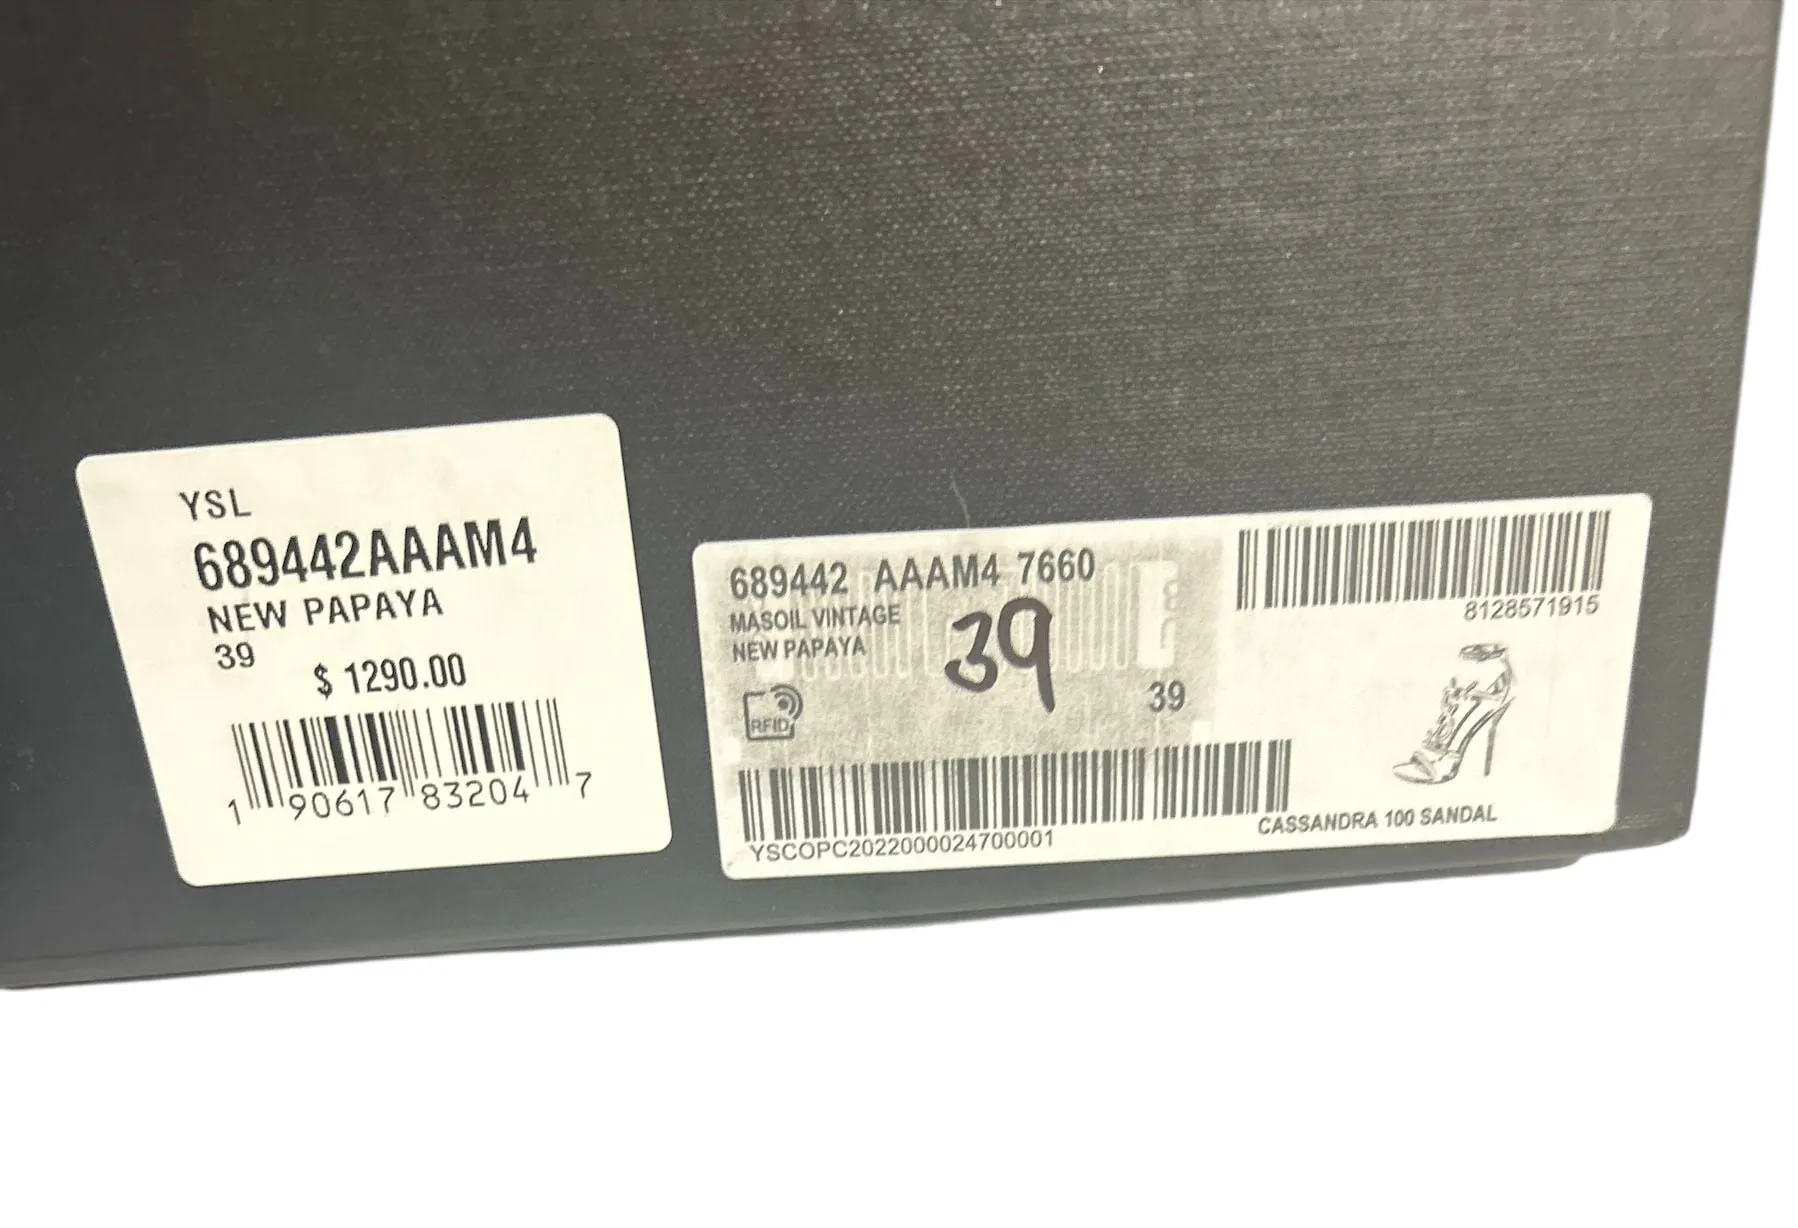 YSL
689442AAAM4
NEW PAPAYA
39
$ 1290.00
1 90617 83204 7
689442 AAAM4 7660
MASOIL VINTAGE
NEW PAPAYA
39
RFID
39
8128571915
YSCOPC2022000024700001
CASSANDRA 100 SANDAL